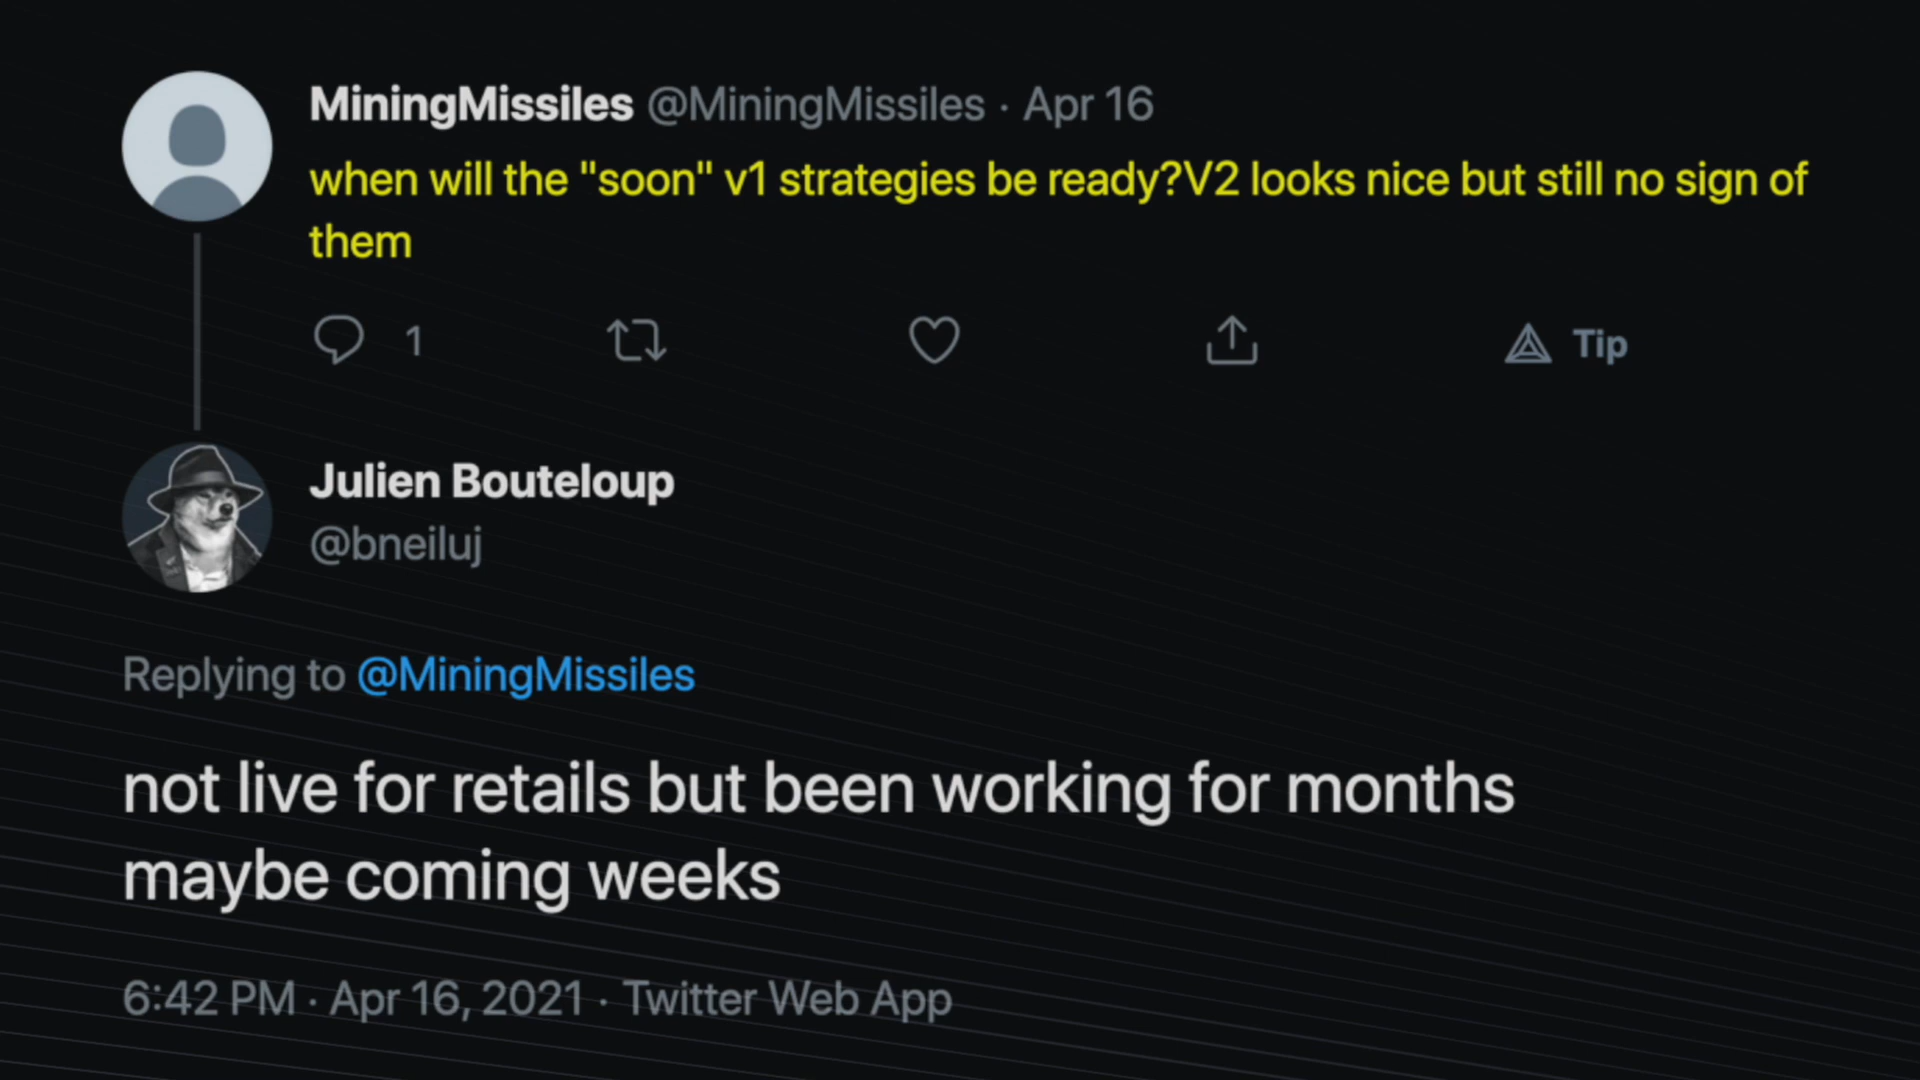 MiningMissiles @MiningMissiles · Apr 16
when will the "soon" v1 strategies be ready?V2 looks nice but still no sign of
them
1
Tip
Julien Bouteloup
@bneiluj
Replying to @MiningMissiles
not live for retails but been working for months
maybe coming weeks
6:42 PM · Apr 16, 2021 · Twitter Web App